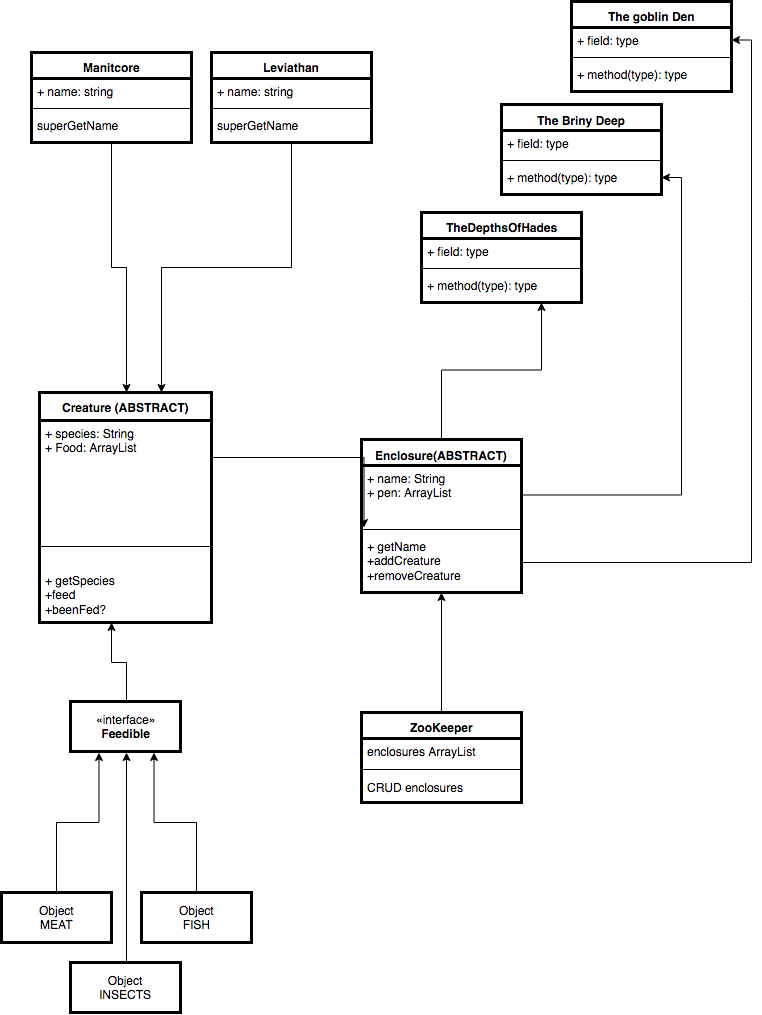 The goblin Den
+ field: type
+ method(type): type
Manitcore
+ name: string
superGetName
Leviathan
+ name: string
superGetName
The Briny Deep
+ field: type
+ method(type): type
TheDepthsOfHades
+ field: type
+ method(type): type
Creature (ABSTRACT)
+ species: String
+ Food: ArrayList
+ getSpecies
+feed
+beenFed?
Enclosure(ABSTRACT)
+ name: String
+ pen: ArrayList
+ getName
+addCreature
+removeCreature
«interface»
Feedible
ZooKeeper
enclosures ArrayList
CRUD enclosures
Object
MEAT
Object
FISH
Object
INSECTS